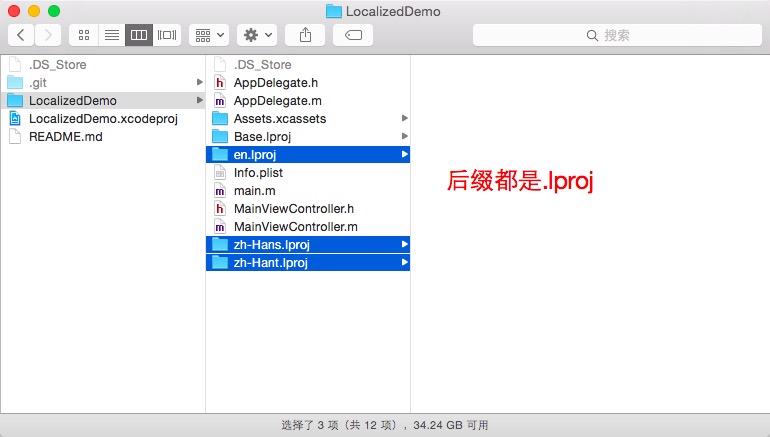 LocalizedDemo
搜索
.DS_Store
.git
LocalizedDemo
LocalizedDemo.xcodeproj
README.md
.DS_Store
AppDelegate.h
AppDelegate.m
Assets.xcassets
Base.lproj
en.lproj
Info.plist
main.m
MainViewController.h
MainViewController.m
zh-Hans.lproj
zh-Hant.lproj
后缀都是.lproj
选择了 3 项（共 12 项），34.24 GB 可用